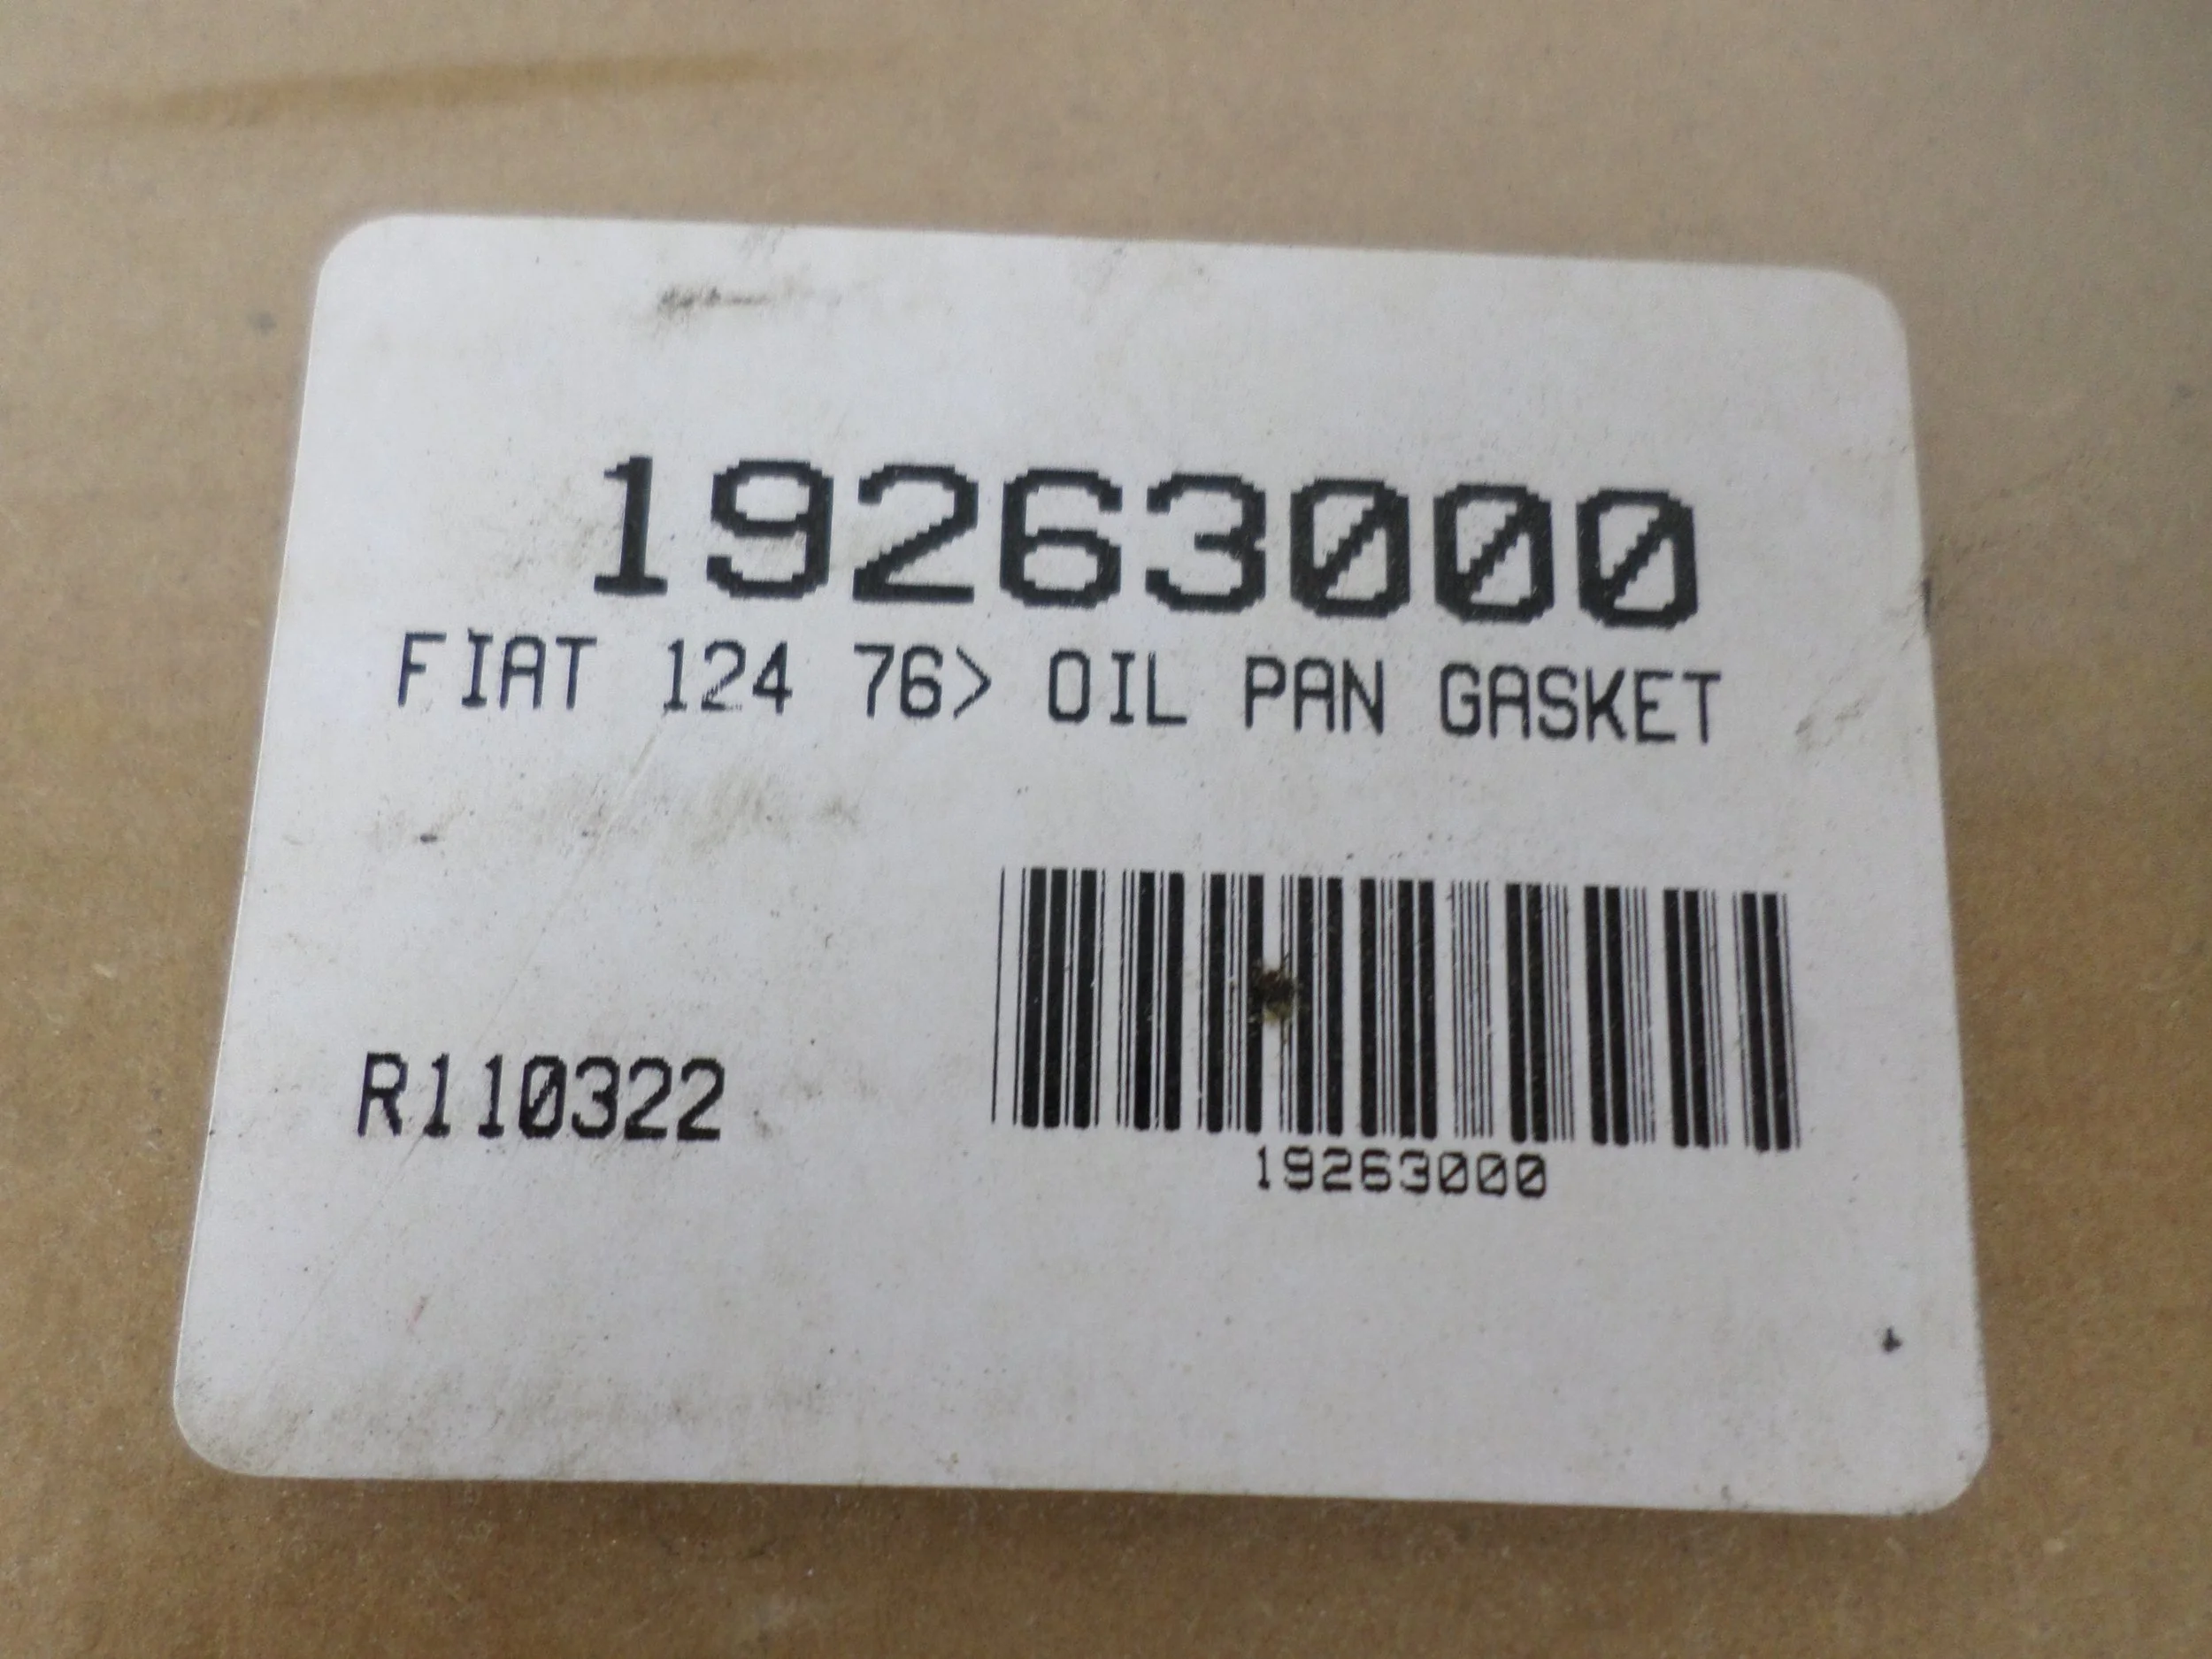 19263000
FIAT 124 76> OIL PAN GASKET
R110322
19263000